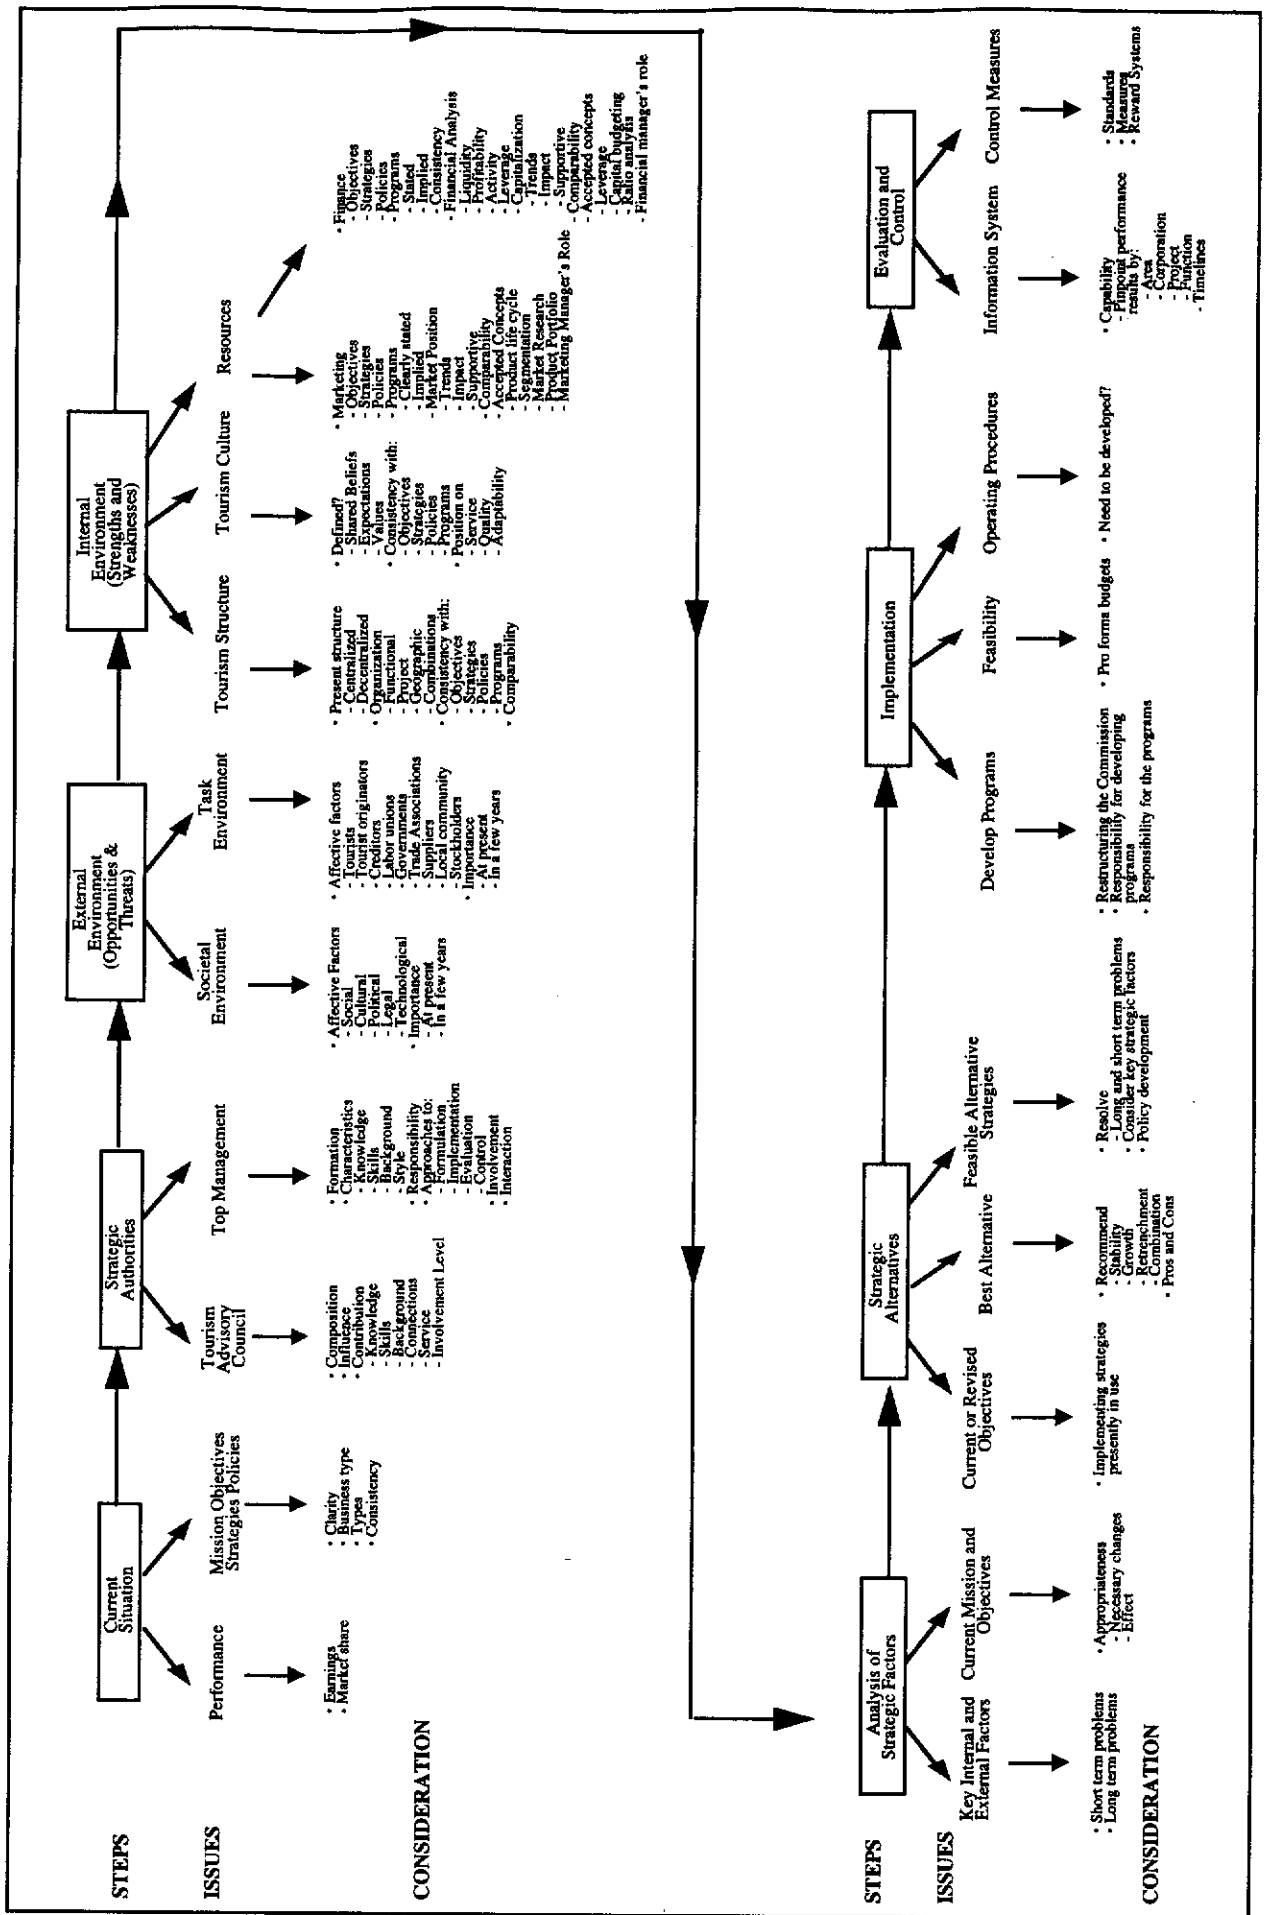 STEPS
Current
Situation
Strategic
Authorities
External
Environment
(Opportunities &
Threats)
Internal
Environment
(Strengths and
Weaknesses)
ISSUES
Performance
Mission Objectives
Strategies Policies
Tourism
Advisory
Council
Top Management
Societal
Environment
Task
Environment
Tourism Structure
Tourism Culture
Resources
CONSIDERATION
• Earnings
• Market share
• Clarity
• Business type
• Types
• Consistency
• Composition
• Influence
• Contribution
- Knowledge
- Skills
- Background
- Connections
- Service
- Involvement Level
• Formation
• Characteristics
- Knowledge
- Skills
- Background
- Style
• Responsibility
• Approaches to:
- Formulation
- Implementation
- Evaluation
- Control
• Involvement
• Interaction
• Affective Factors
- Social
- Cultural
- Political
- Legal
- Technological
• Importance
- At present
- In a few years
• Affective factors
- Tourists
- Tourist originators
- Creditors
- Labor unions
- Governments
- Trade Associations
- Suppliers
- Local community
- Stockholders
• Importance
- At present
- In a few years
• Present structure
- Centralized
- Decentralized
• Organization
- Functional
- Project
- Geographic
- Combinations
• Consistency with:
- Objectives
- Strategies
- Policies
- Programs
• Comparability
• Defined?
- Shared Beliefs
- Expectations
- Values
• Consistency with:
- Objectives
- Strategies
- Policies
- Programs
• Position on
- Service
- Quality
- Adaptability
• Marketing
- Objectives
- Strategies
- Policies
- Programs
- Clearly stated
- Implied
- Market Position
- Trends
- Impact
- Supportive
- Comparability
- Accepted Concepts
- Product life cycle
- Segmentation
- Market Research
- Product Portfolio
- Marketing Manager's Role
• Finance
- Objectives
- Strategies
- Policies
- Programs
- Stated
- Implied
- Consistency
- Financial Analysis
- Liquidity
- Profitability
- Activity
- Leverage
- Capitalization
- Trends
- Impact
- Supportive
- Comparability
- Accepted concepts
- Leverage
- Capital budgeting
- Ratio analysis
- Financial manager's role
STEPS
Analysis of
Strategic Factors
Strategic
Alternatives
Implementation
Evaluation and
Control
ISSUES
Key Internal and
External Factors
Current Mission and
Objectives
Current or Revised
Objectives
Best Alternative
Feasible Alternative
Strategies
Develop Programs
Feasibility
Operating Procedures
Information System
Control Measures
CONSIDERATION
• Short term problems
• Long term problems
• Appropriateness
- Necessary changes
- Effect
• Implementing strategies
presently in use
• Recommend
- Stability
- Growth
- Retrenchment
- Combination
• Pros and Cons
• Resolve
- Long and short term problems
• Consider key strategic factors
• Policy development
• Restructuring the Commission
• Responsibility for developing
programs
• Responsibility for the programs
• Pro forms budgets
• Need to be developed?
• Capability
- Pinpoint performance
results by:
- Area
- Corporation
- Project
- Function
- Timelines
• Standards
• Measures
• Reward Systems